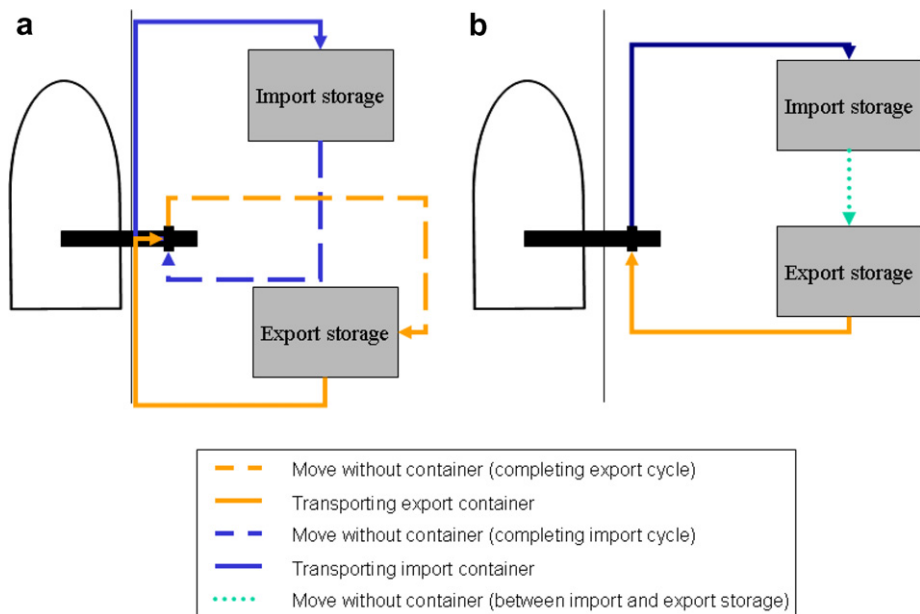 a
b
Import storage
Import storage
Export storage
Export storage
Move without container (completing export cycle)
Transporting export container
Move without container (completing import cycle)
Transporting import container
Move without container (between import and export storage)